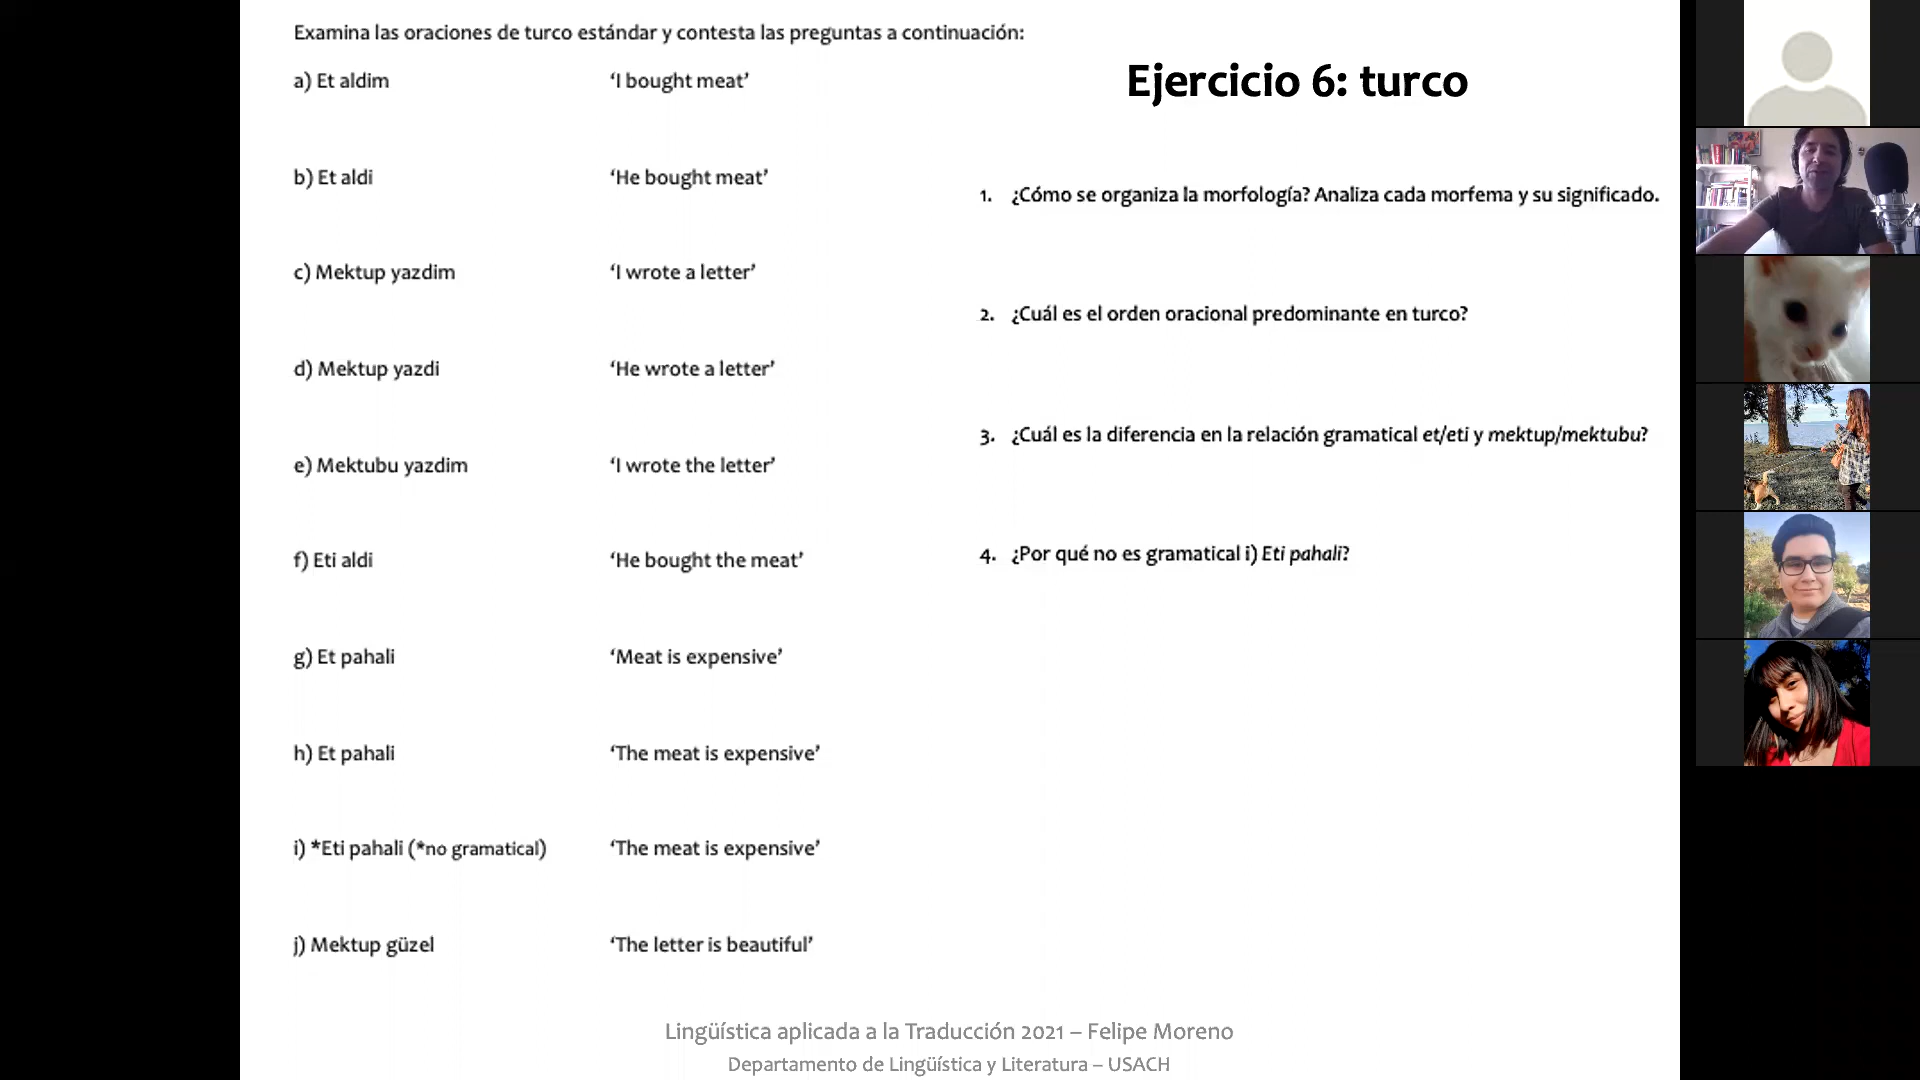 Examina las oraciones de turco estándar y contesta las preguntas a continuación:
a) Et aldim ‘I bought meat’
b) Et aldi ‘He bought meat’
c) Mektup yazdim ‘I wrote a letter’
d) Mektup yazdi ‘He wrote a letter’
e) Mektubu yazdim ‘I wrote the letter’
f) Eti aldi ‘He bought the meat’
g) Et pahali ‘Meat is expensive’
h) Et pahali ‘The meat is expensive’
i) *Eti pahali (*no gramatical) ‘The meat is expensive’
j) Mektup güzel ‘The letter is beautiful’
Ejercicio 6: turco
1. ¿Cómo se organiza la morfología? Analiza cada morfema y su significado.
2. ¿Cuál es el orden oracional predominante en turco?
3. ¿Cuál es la diferencia en la relación gramatical et/eti y mektup/mektubu?
4. ¿Por qué no es gramatical i) Eti pahali?
Lingüística aplicada a la Traducción 2021 – Felipe Moreno
Departamento de Lingüística y Literatura – USACH